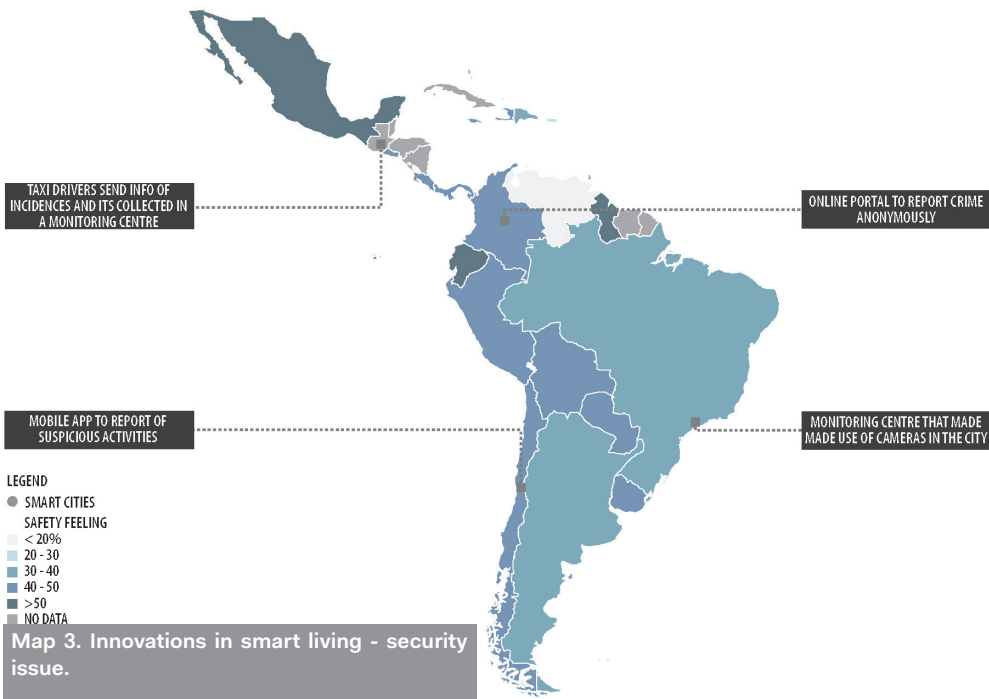 TAXI DRIVERS SEND INFO OF
INCIDENCES AND ITS COLLECTED IN
A MONITORING CENTRE
ONLINE PORTAL TO REPORT CRIME
ANONYMOUSLY
MOBILE APP TO REPORT OF
SUSPICIOUS ACTIVITIES
MONITORING CENTRE THAT MADE
MADE USE OF CAMERAS IN THE CITY
LEGEND
SMART CITIES
SAFETY FEELING
< 20%
20 - 30
30 - 40
40 - 50
>50
NO DATA
Map 3. Innovations in smart living - security
issue.